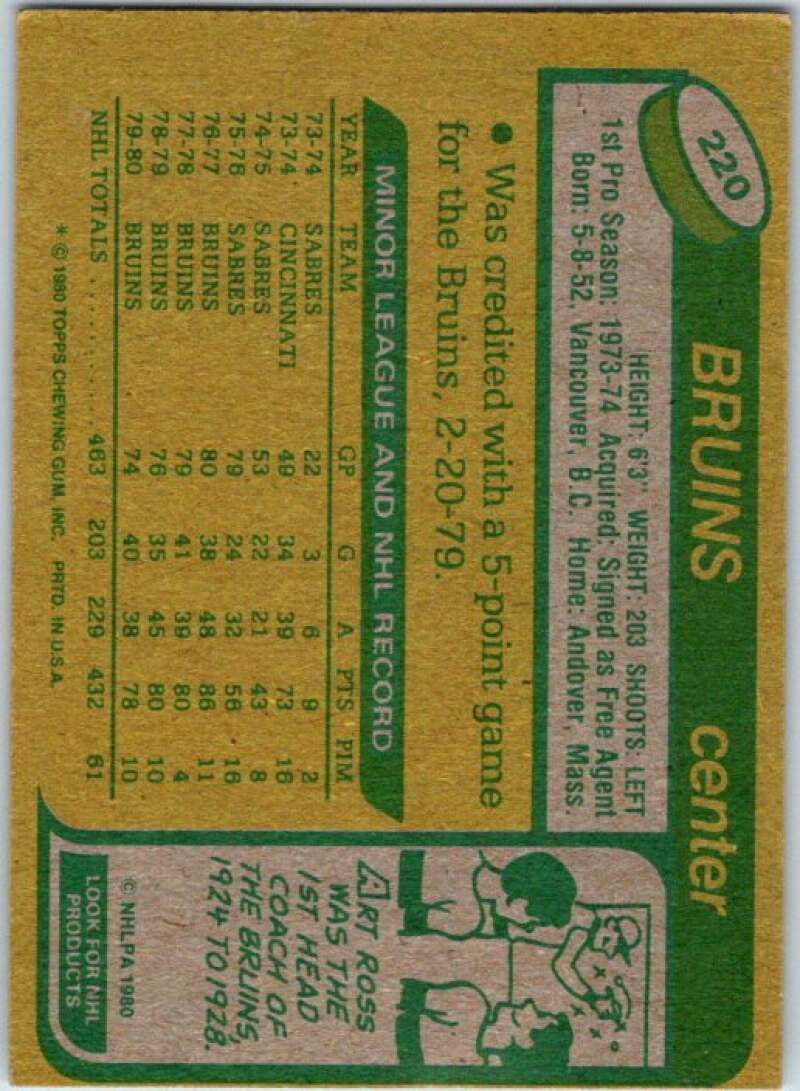 220
BRUINS center
HEIGHT: 6'3" WEIGHT: 203 SHOOTS: LEFT
1st Pro Season: 1973-74 Acquired: Signed as Free Agent
Born: 5-8-52, Vancouver, B.C. Home: Andover, Mass.
● Was credited with a 5-point game
for the Bruins, 2-20-79.
MINOR LEAGUE AND NHL RECORD
YEAR TEAM GP G A PTS PIM
73-74 SABRES 22 3 6 9 2
73-74 CINCINNATI 49 34 39 73 16
74-75 SABRES 53 22 21 43 8
75-76 SABRES 79 24 32 56 16
76-77 BRUINS 80 38 48 86 11
77-78 BRUINS 79 41 39 80 4
78-79 BRUINS 76 35 45 80 10
79-80 BRUINS 74 40 38 78 10
NHL TOTALS .......... 463 203 229 432 61
* © 1980 TOPPS CHEWING GUM, INC. PRTD. IN U.S.A.
ART ROSS
WAS THE
1ST HEAD
COACH OF
THE BRUINS,
1924 TO 1928.
© NHLPA 1980
LOOK FOR NHL
PRODUCTS